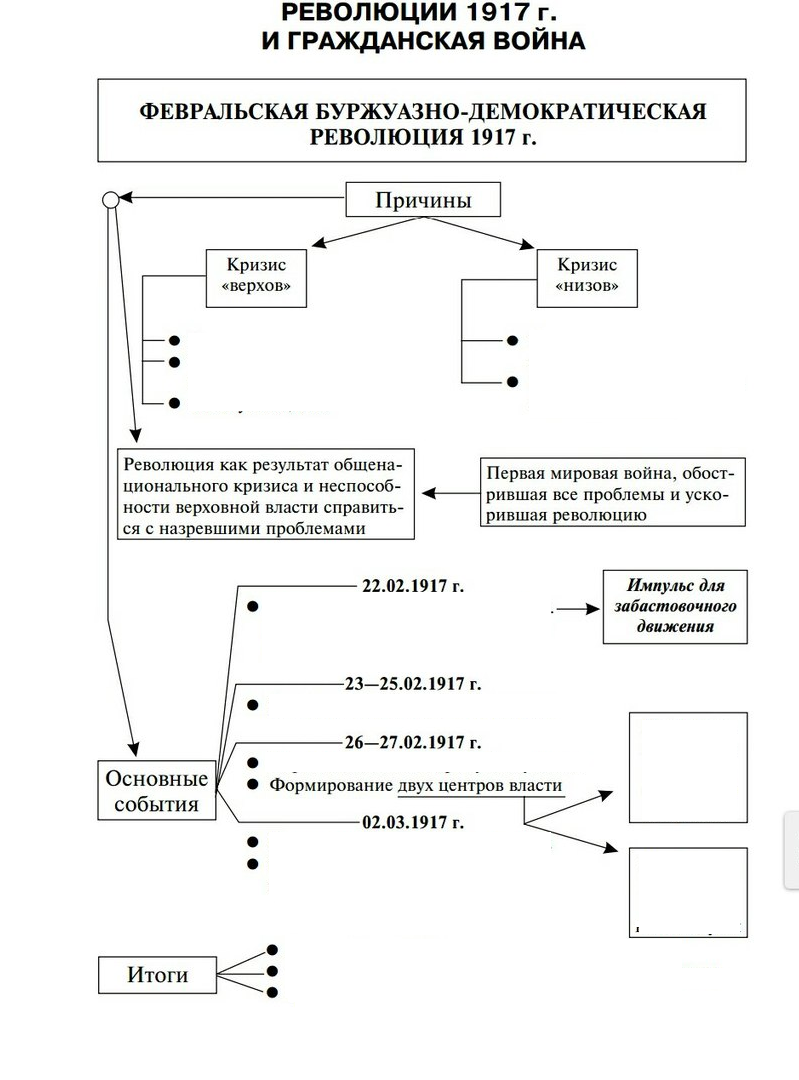 РЕВОЛЮЦИИ 1917 г.
И ГРАЖДАНСКАЯ ВОЙНА
ФЕВРАЛЬСКАЯ БУРЖУАЗНО-ДЕМОКРАТИЧЕСКАЯ
РЕВОЛЮЦИЯ 1917 г.
Причины
Кризис
«верхов»
Кризис
«низов»
Революция как результат общена-
ционального кризиса и неспособ-
ности верховной власти справить-
ся с назревшими проблемами
Первая мировая война, обост-
рившая все проблемы и уско-
рившая революцию
22.02.1917 г.
Импульс для
забастовочного
движения
23—25.02.1917 г.
26—27.02.1917 г.
Основные
события
Формирование двух центров власти
02.03.1917 г.
Итоги